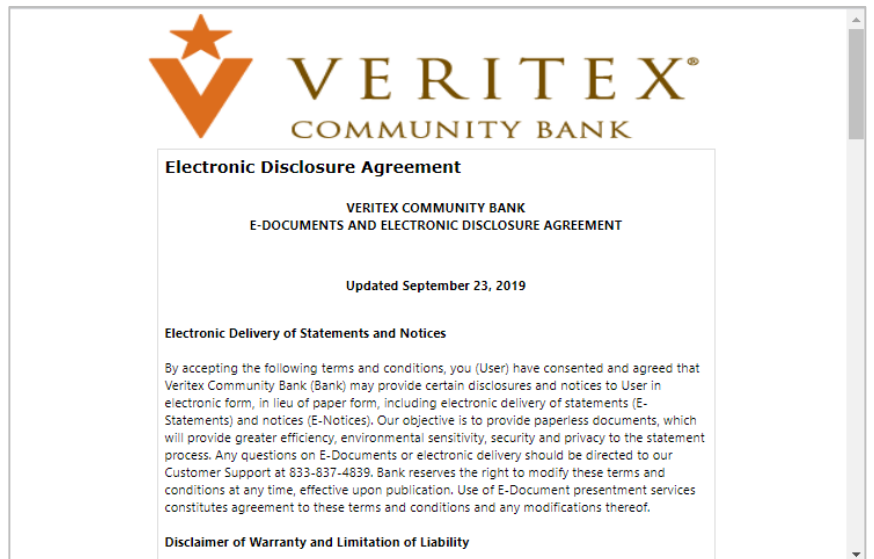 VERITEX®
COMMUNITY BANK
Electronic Disclosure Agreement
VERITEX COMMUNITY BANK
E-DOCUMENTS AND ELECTRONIC DISCLOSURE AGREEMENT
Updated September 23, 2019
Electronic Delivery of Statements and Notices
By accepting the following terms and conditions, you (User) have consented and agreed that
Veritex Community Bank (Bank) may provide certain disclosures and notices to User in
electronic form, in lieu of paper form, including electronic delivery of statements (E-
Statements) and notices (E-Notices). Our objective is to provide paperless documents, which
will provide greater efficiency, environmental sensitivity, security and privacy to the statement
process. Any questions on E-Documents or electronic delivery should be directed to our
Customer Support at 833-837-4839. Bank reserves the right to modify these terms and
conditions at any time, effective upon publication. Use of E-Document presentment services
constitutes agreement to these terms and conditions and any modifications thereof.
Disclaimer of Warranty and Limitation of Liability